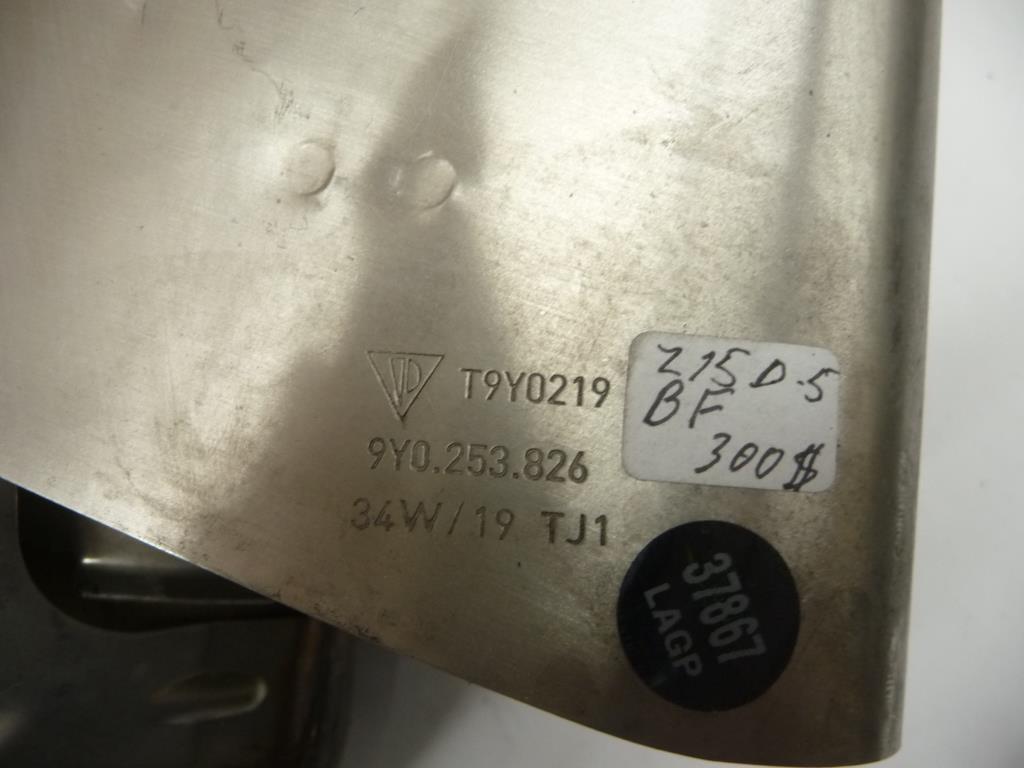 T9Y0219
9Y0.253.826
34W/19 TJ1
215 D.5
BF
300$
37867
LAGP